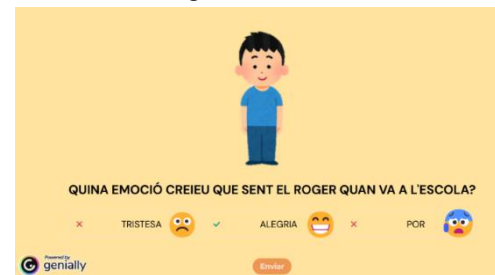 QUINA EMOCIÓ CREIEU QUE SENT EL ROGER QUAN VA A L'ESCOLA?
TRISTESA ALEGRIA POR
Powered by
genially
Enviar